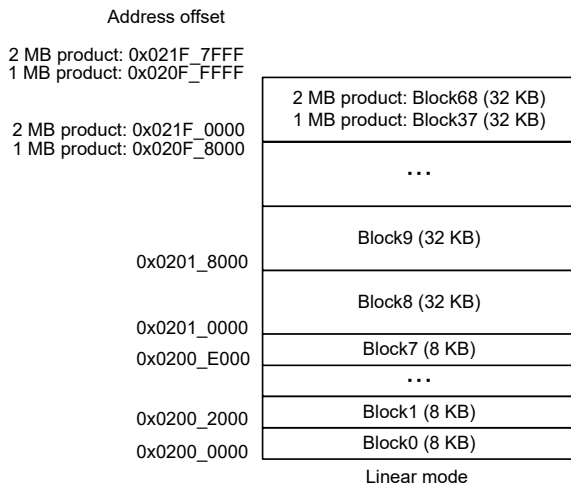 Address offset
2 MB product: 0x021F_7FFF
1 MB product: 0x020F_FFFF
2 MB product: Block68 (32 KB)
1 MB product: Block37 (32 KB)
2 MB product: 0x021F_0000
1 MB product: 0x020F_8000
...
Block9 (32 KB)
0x0201_8000
Block8 (32 KB)
0x0201_0000
Block7 (8 KB)
0x0200_E000
...
Block1 (8 KB)
0x0200_2000
Block0 (8 KB)
0x0200_0000
Linear mode